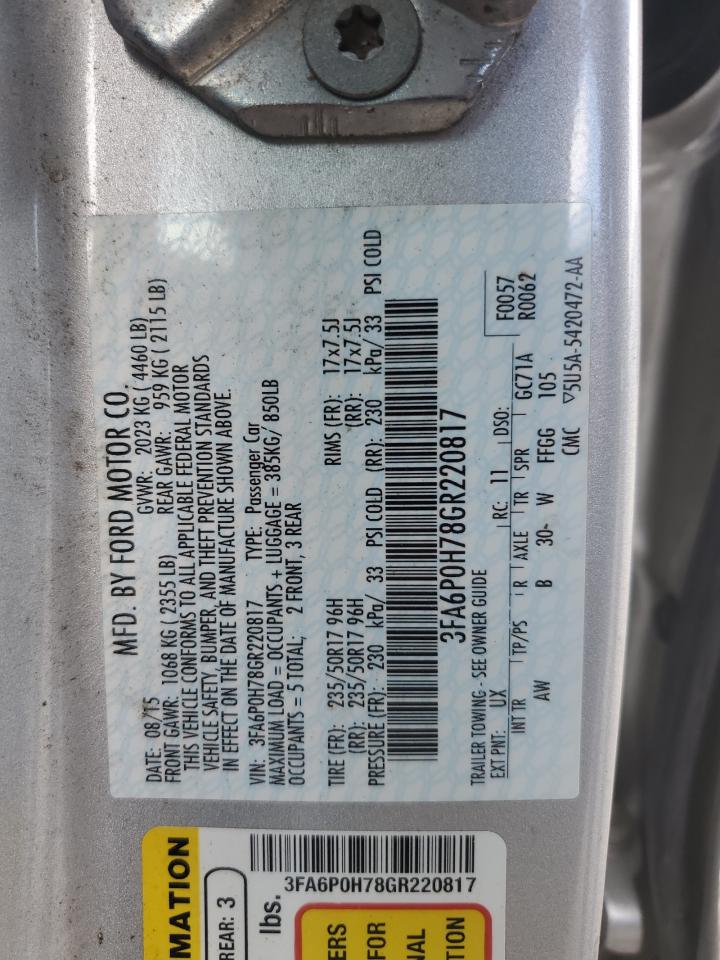 MFD. BY FORD MOTOR CO.
DATE: 08/15 GVWR: 2023 KG ( 4460 LB)
FRONT GAWR: 1068 KG ( 2355 LB) REAR GAWR: 959 KG ( 2115 LB)
THIS VEHICLE CONFORMS TO ALL APPLICABLE FEDERAL MOTOR
VEHICLE SAFETY, BUMPER, AND THEFT PREVENTION STANDARDS
IN EFFECT ON THE DATE OF MANUFACTURE SHOWN ABOVE.
VIN: 3FA6P0H78GR220817 TYPE: Passenger Car
MAXIMUM LOAD = OCCUPANTS + LUGGAGE = 385KG/ 850LB
OCCUPANTS = 5 TOTAL; 2 FRONT, 3 REAR
TIRE (FR): 235/50R17 96H RIMS (FR): 17x7.5J
(RR): 235/50R17 96H (RR): 17x7.5J
PRESSURE (FR): 230 kPa/ 33 PSI COLD (RR): 230 kPa/ 33 PSI COLD
3FA6P0H78GR220817
TRAILER TOWING - SEE OWNER GUIDE F0057
EXT PNT: UX RC: 11 DSO: R0062
INT TR TP/PS R AXLE TR SPR GC71A
AW B 30- W FFGG 105
CMC ▽5U5A-5420472-AA
MATION
REAR: 3
3FA6P0H78GR220817
lbs.
ERS
FOR
NAL
TION